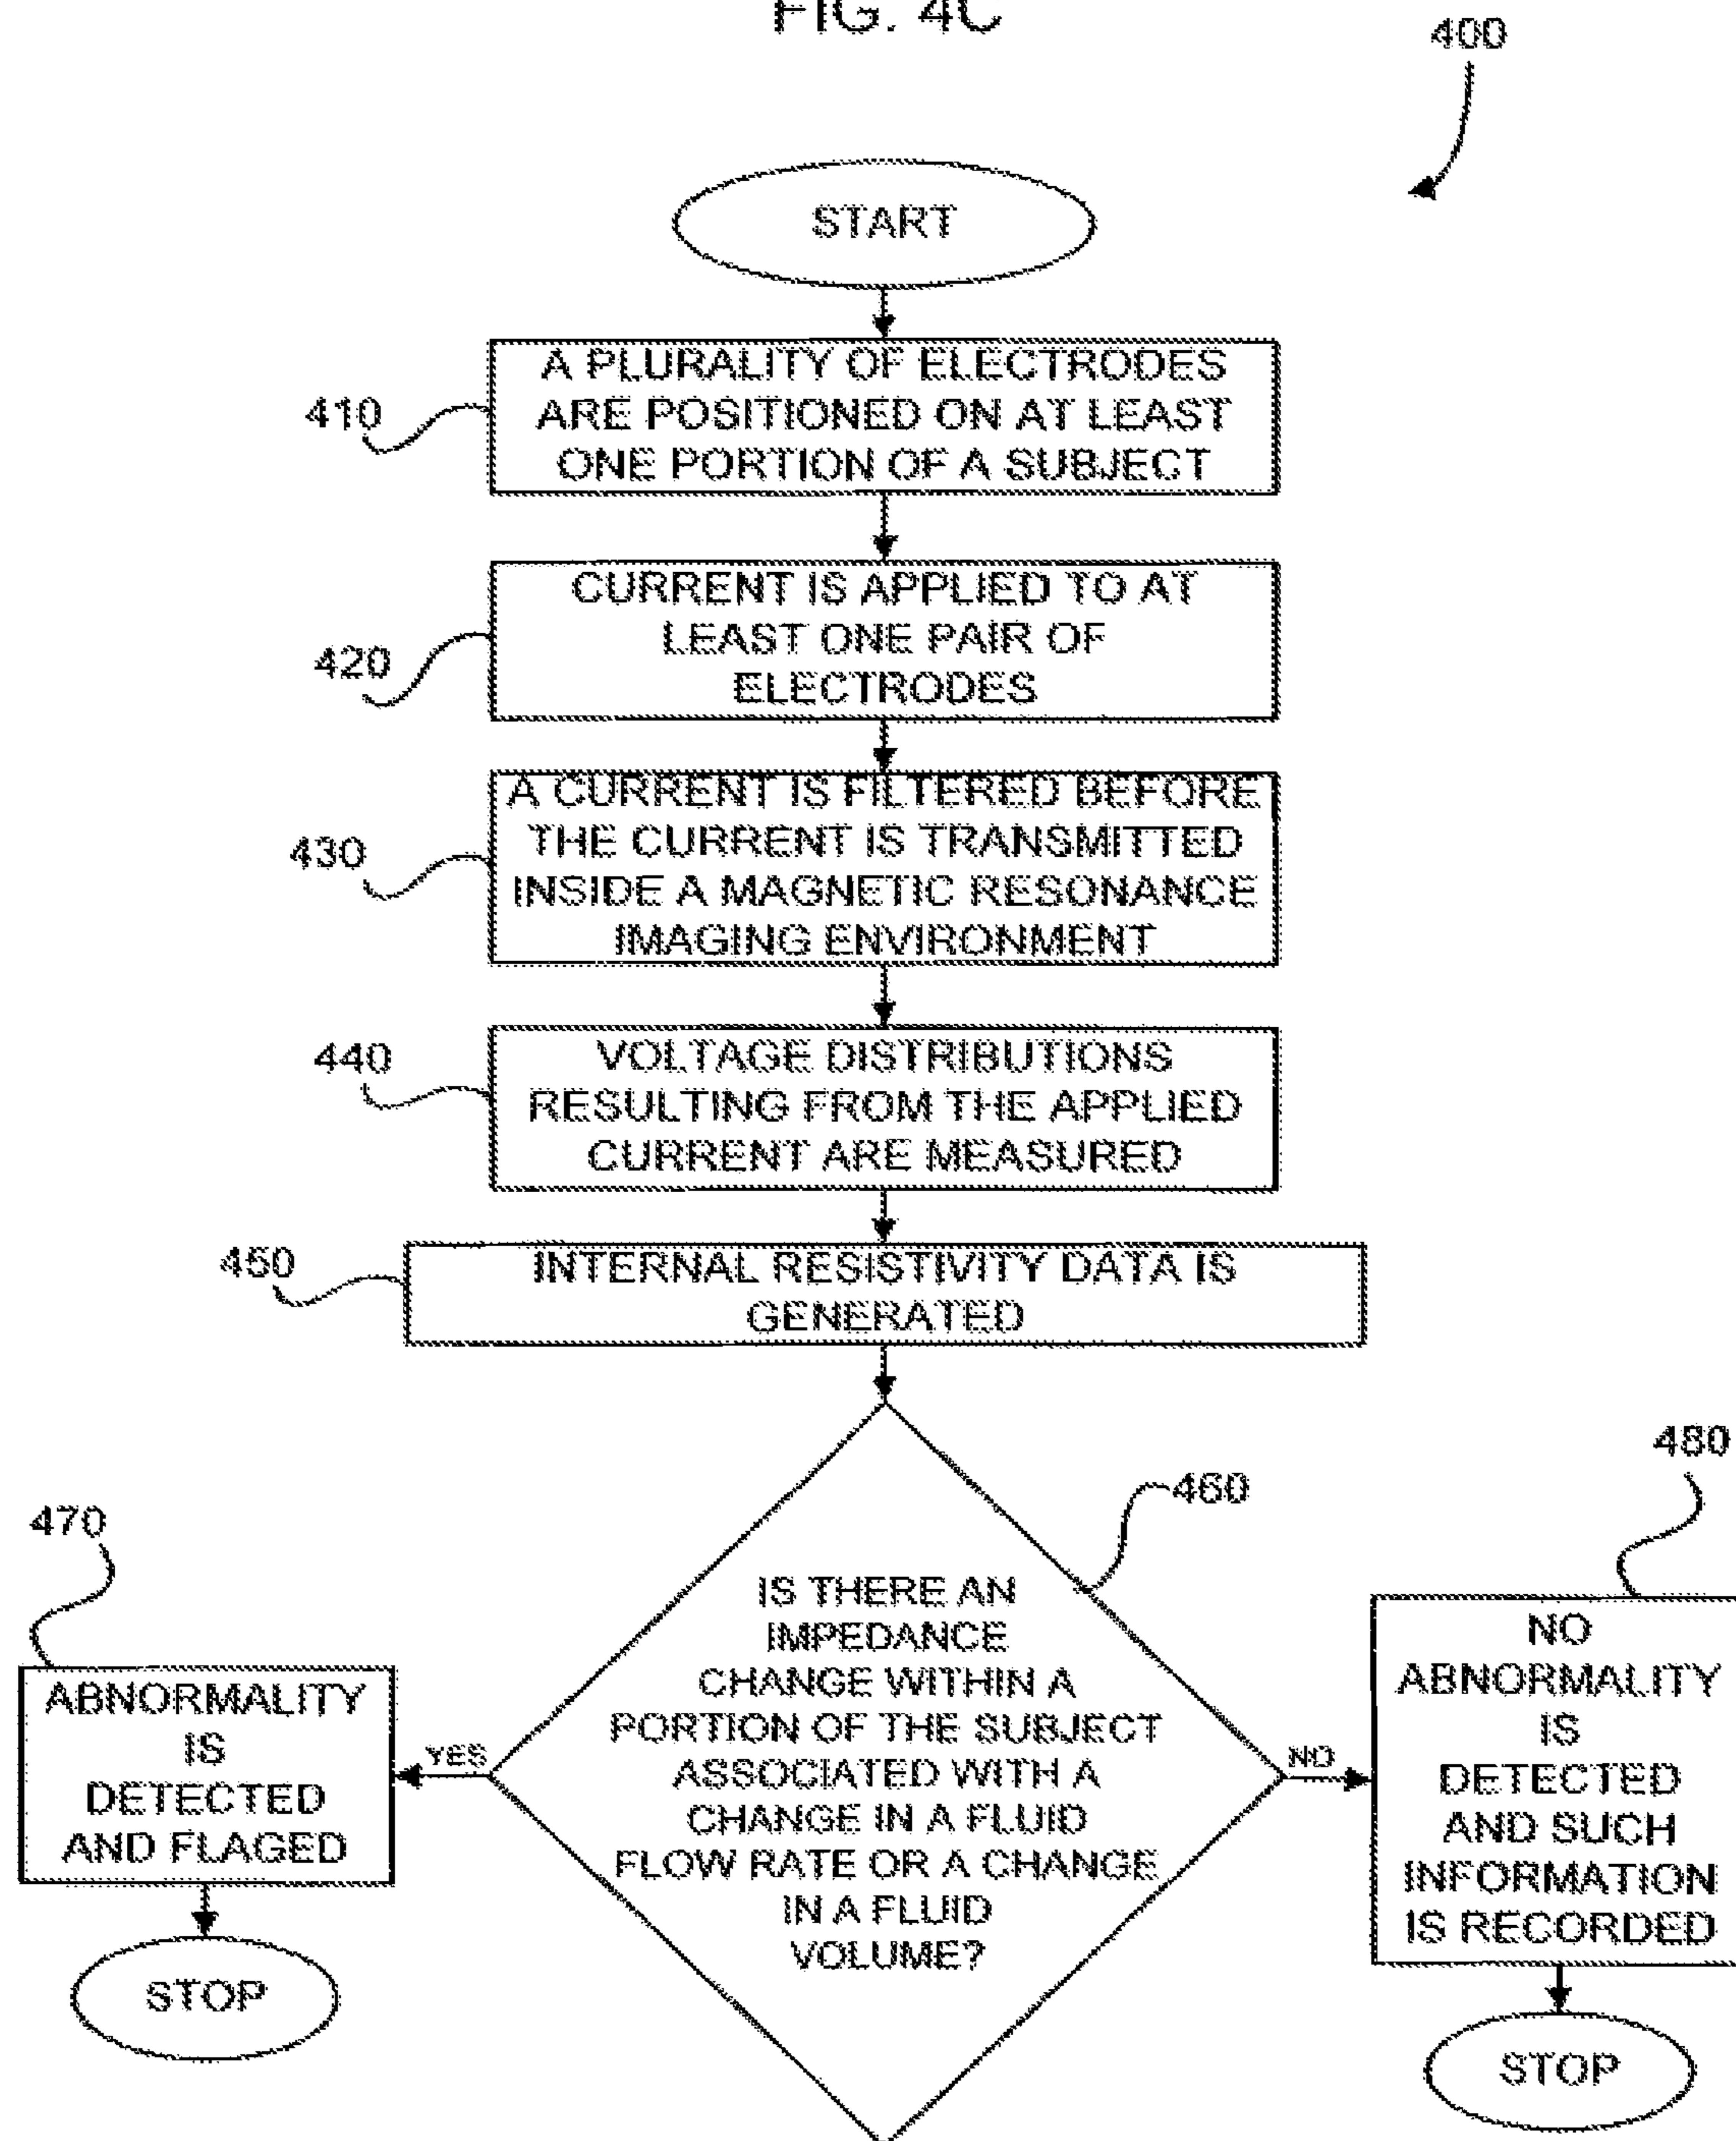 FIG. 4C
400
START
410
A PLURALITY OF ELECTRODES
ARE POSITIONED ON AT LEAST
ONE PORTION OF A SUBJECT
420
CURRENT IS APPLIED TO AT
LEAST ONE PAIR OF
ELECTRODES
430
A CURRENT IS FILTERED BEFORE
THE CURRENT IS TRANSMITTED
INSIDE A MAGNETIC RESONANCE
IMAGING ENVIRONMENT
440
VOLTAGE DISTRIBUTIONS
RESULTING FROM THE APPLIED
CURRENT ARE MEASURED
450
INTERNAL RESISTIVITY DATA IS
GENERATED
460
IS THERE AN
IMPEDANCE
CHANGE WITHIN A
PORTION OF THE SUBJECT
ASSOCIATED WITH A
CHANGE IN A FLUID
FLOW RATE OR A CHANGE
IN A FLUID
VOLUME?
YES
NO
470
ABNORMALITY
IS
DETECTED
AND FLAGED
STOP
480
NO
ABNORMALITY
IS
DETECTED
AND SUCH
INFORMATION
IS RECORDED
STOP